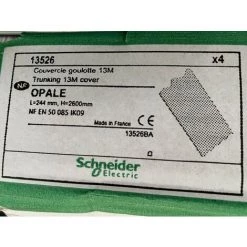 13526 x4
Couvercle goulotte 13M
Trunking 13M cover
NF OPALE
L=244 mm, H=2600mm
NF EN 50 085 IK09
Made in France
13526BA
Schneider
Electric